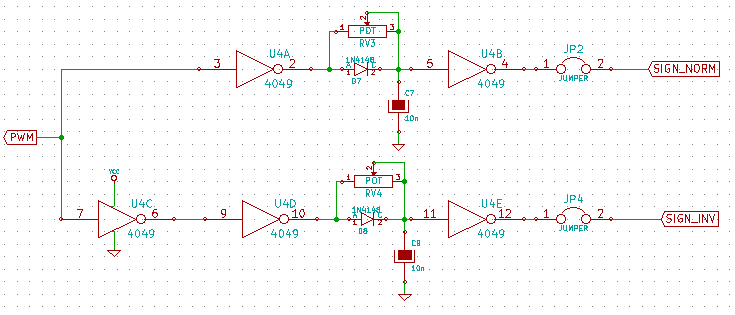 2
1 POT 3
RV3
U4A
3 2
4049
1N4148
A C
1 2
D7
U4B
5 4
4049
JP2
1 2
JUMPER
SIGN_NORM
C7
10n
PWM
VCC
U4C
7 6
4049
U4D
9 10
4049
2
1 POT 3
RV4
1N4148
A C
1 2
D8
U4E
11 12
4049
JP4
1 2
JUMPER
SIGN_INV
C8
10n